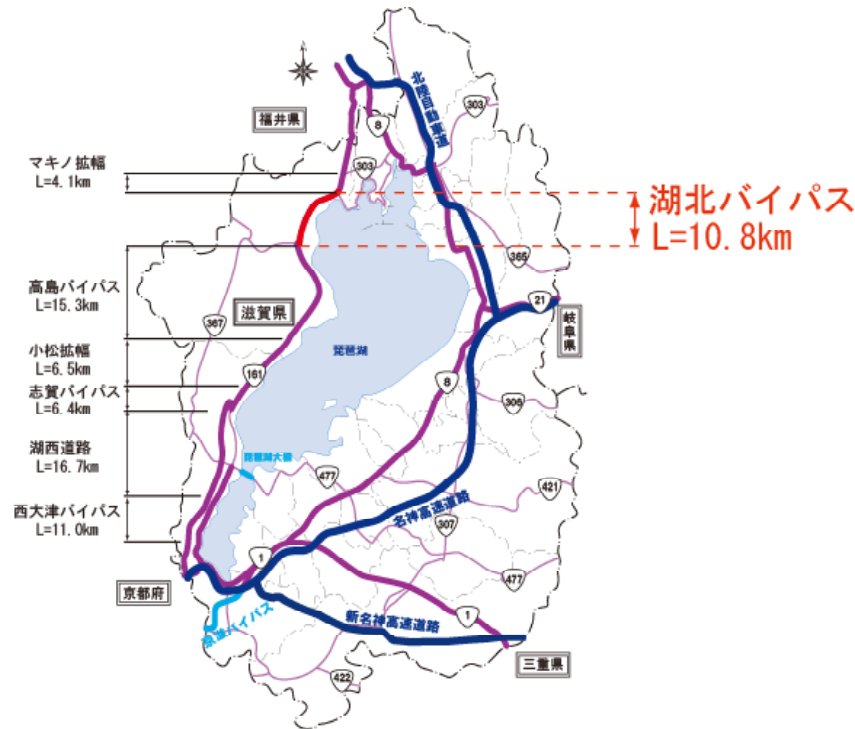 福井県
8
北陸自動車道
303
マキノ拡幅
L=4.1km
303
湖北バイパス
L=10.8km
365
高島バイパス
L=15.3km
滋賀県
21
岐阜県
367
琵琶湖
小松拡幅
L=6.5km
161
8
志賀バイパス
L=6.4km
306
湖西道路
L=16.7km
琵琶湖大橋
477
421
西大津バイパス
L=11.0km
名神高速道路
307
1
477
京都府
京滋バイパス
新名神高速道路
1
三重県
422